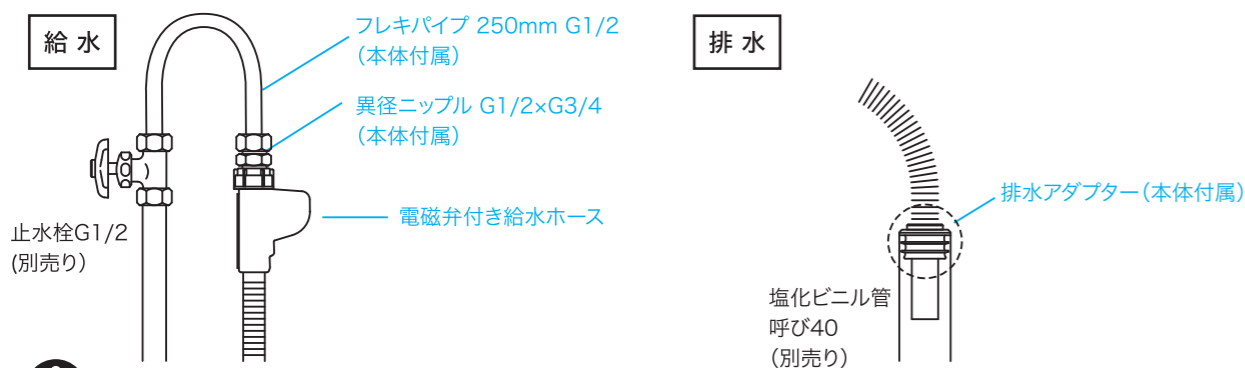 給水
フレキパイプ 250mm G1/2
（本体付属）
異径ニップル G1/2×G3/4
（本体付属）
電磁弁付き給水ホース
止水栓G1/2
(別売り)
排水
排水アダプター（本体付属）
塩化ビニル管
呼び40
（別売り）